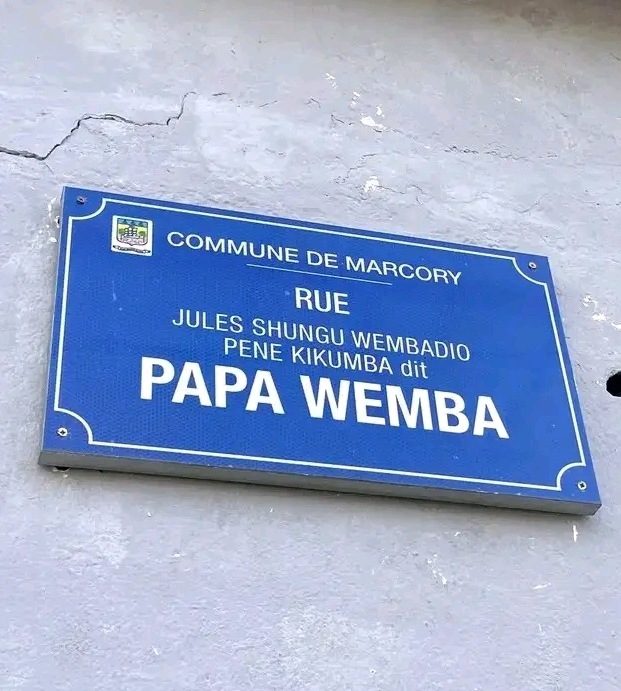 COMMUNE DE MARCORY
RUE
JULES SHUNGU WEMBADIO
PENE KIKUMBA dit
PAPA WEMBA